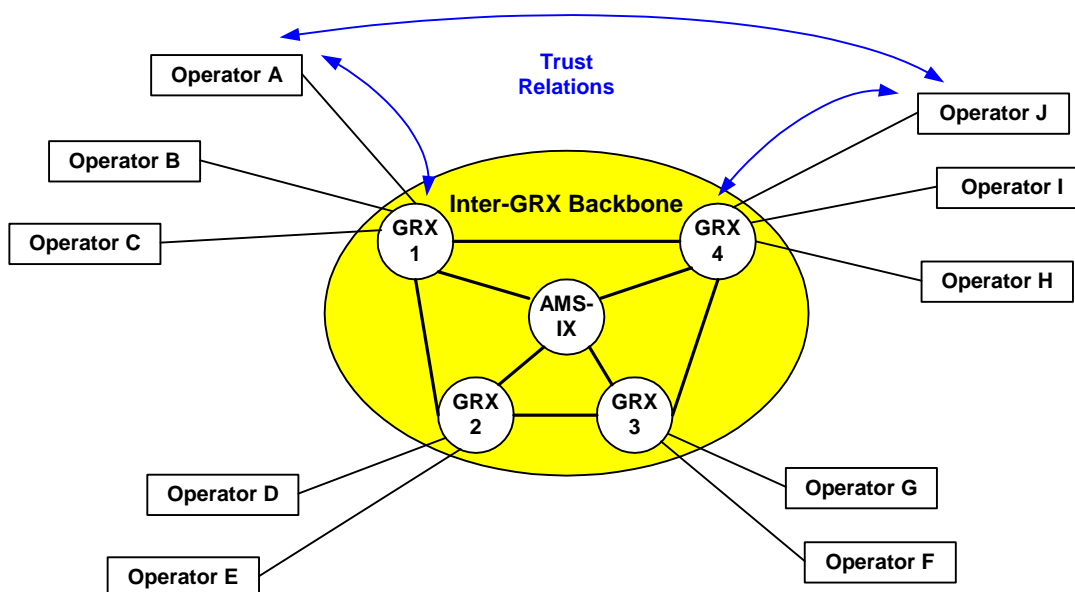 Operator A
Trust
Relations
Operator J
Operator B
Operator I
Inter-GRX Backbone
Operator C
GRX
1
GRX
4
Operator H
AMS-
IX
GRX
2
GRX
3
Operator D
Operator G
Operator E
Operator F